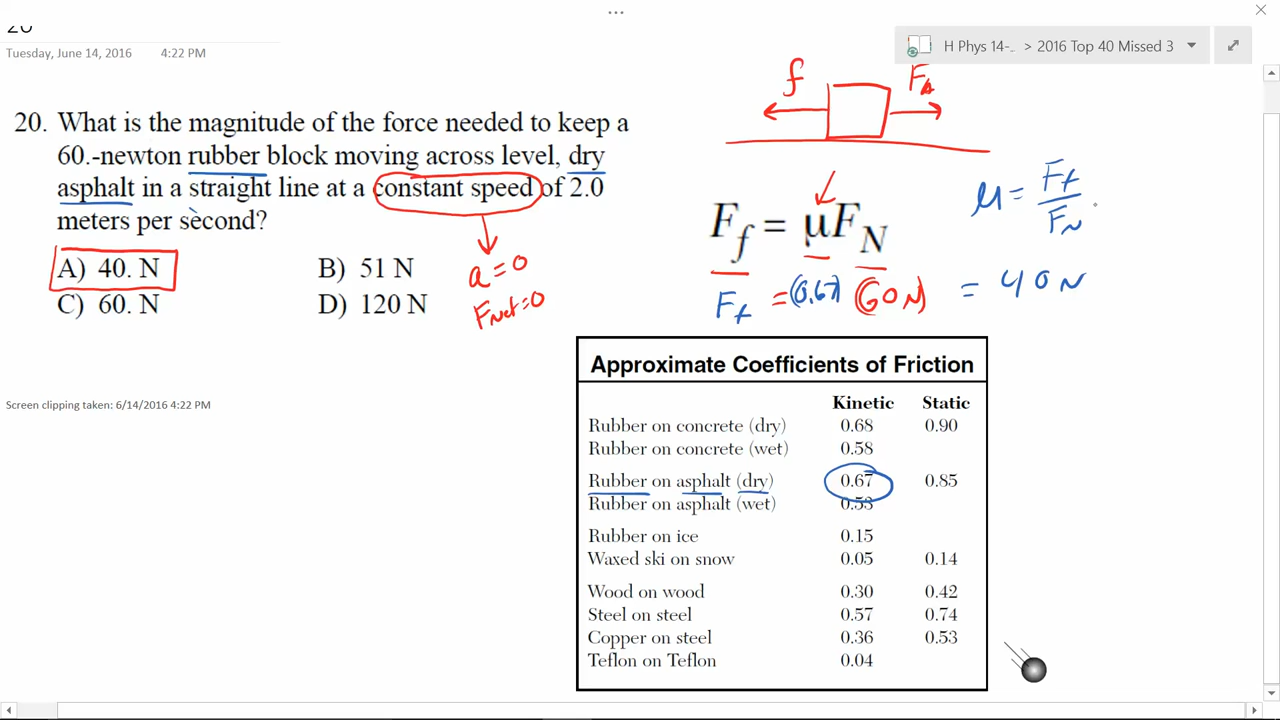 20
Tuesday, June 14, 2016 4:22 PM
H Phys 14-.. > 2016 Top 40 Missed 3
20. What is the magnitude of the force needed to keep a
60.-newton rubber block moving across level, dry
asphalt in a straight line at a constant speed of 2.0
meters per second?
A) 40. N B) 51 N
C) 60. N D) 120 N
a = 0
FNet = 0
f FA
Ff = μFN
μ = Ff / FN
Ff = (0.67) (60N) = 40 N
Screen clipping taken: 6/14/2016 4:22 PM
Approximate Coefficients of Friction
Kinetic Static
Rubber on concrete (dry) 0.68 0.90
Rubber on concrete (wet) 0.58
Rubber on asphalt (dry) 0.67 0.85
Rubber on asphalt (wet) 0.53
Rubber on ice 0.15
Waxed ski on snow 0.05 0.14
Wood on wood 0.30 0.42
Steel on steel 0.57 0.74
Copper on steel 0.36 0.53
Teflon on Teflon 0.04